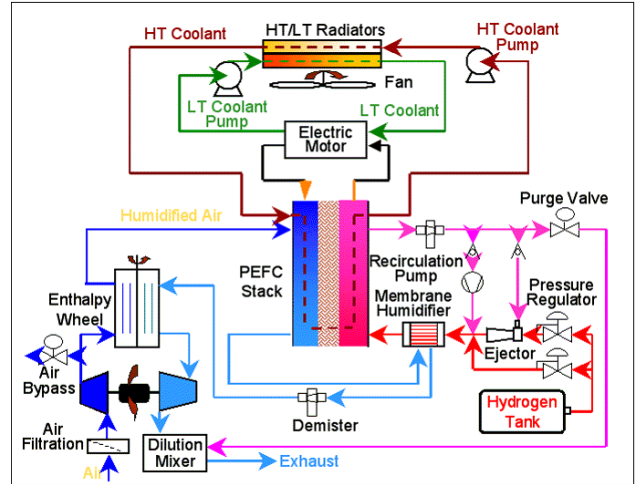 HT Coolant
HT/LT Radiators
HT Coolant
Pump
Fan
LT Coolant
Pump
LT Coolant
Electric
Motor
Humidified Air
Purge Valve
PEFC
Stack
Recirculation
Pump
Enthalpy
Wheel
Membrane
Humidifier
Pressure
Regulator
Ejector
Air
Bypass
Hydrogen
Tank
Demister
Air
Filtration
Dilution
Mixer
Exhaust
Air